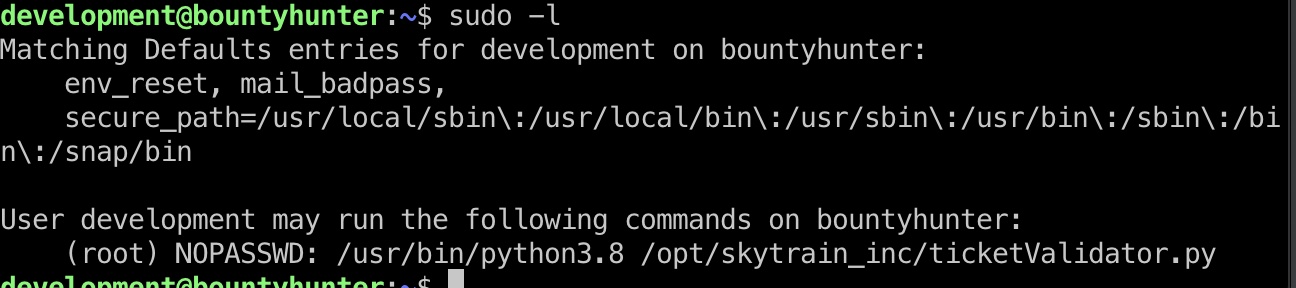 development@bountyhunter:~$ sudo -l
Matching Defaults entries for development on bountyhunter:
    env_reset, mail_badpass,
    secure_path=/usr/local/sbin\:/usr/local/bin\:/usr/sbin\:/usr/bin\:/sbin\:/bi
n\:/snap/bin

User development may run the following commands on bountyhunter:
    (root) NOPASSWD: /usr/bin/python3.8 /opt/skytrain_inc/ticketValidator.py
development@bountyhunter:~$